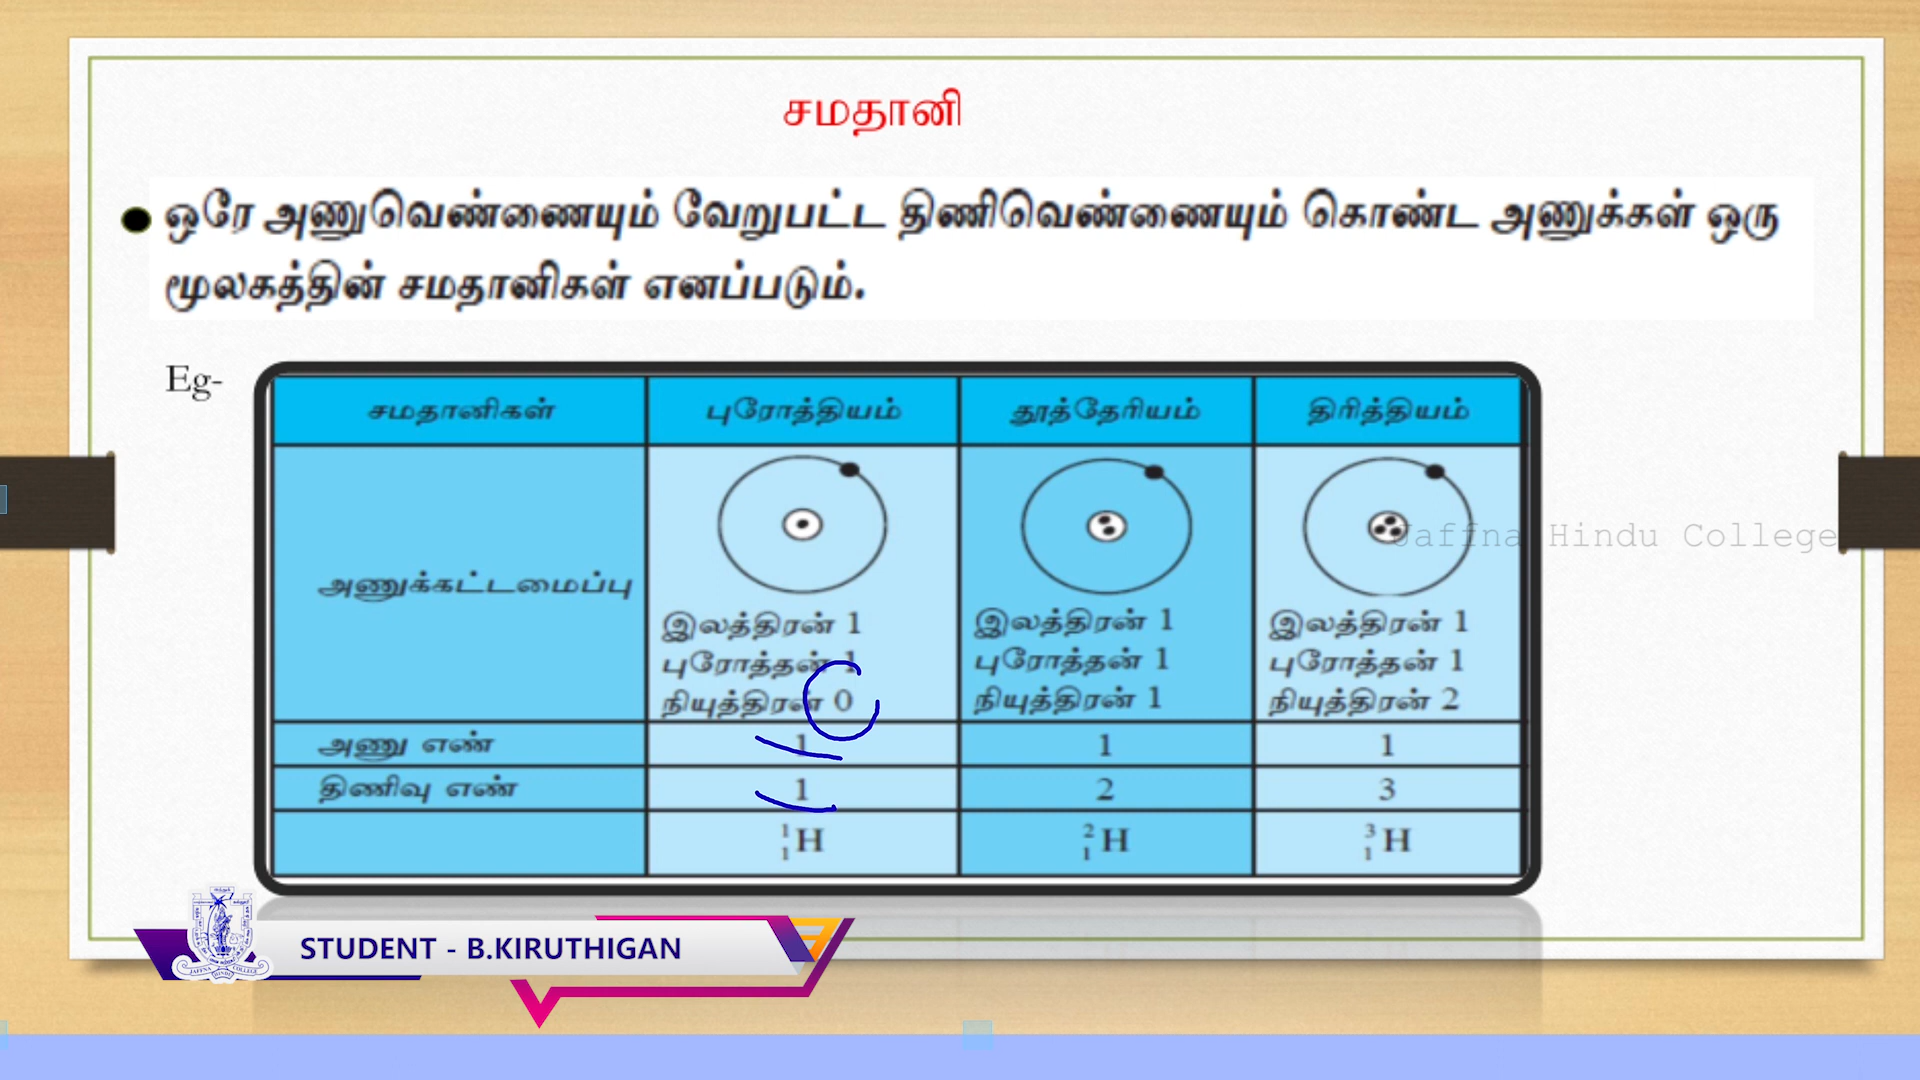 சமதானி
ஒரே அணுவெண்ணையும் வேறுபட்ட திணிவெண்ணையும் கொண்ட அணுக்கள் ஒரு
மூலகத்தின் சமதானிகள் எனப்படும்.
Eg-
சமதானிகள் புரோத்தியம் தூத்தேரியம் திரித்தியம்
Jaffna Hindu College
அணுக்கட்டமைப்பு
இலத்திரன் 1 இலத்திரன் 1 இலத்திரன் 1
புரோத்தன் 1 புரோத்தன் 1 புரோத்தன் 1
நியுத்திரன் 0 நியுத்திரன் 1 நியுத்திரன் 2
அணு எண் 1 1 1
திணிவு எண் 1 2 3
¹₁H ²₁H ³₁H
STUDENT - B.KIRUTHIGAN